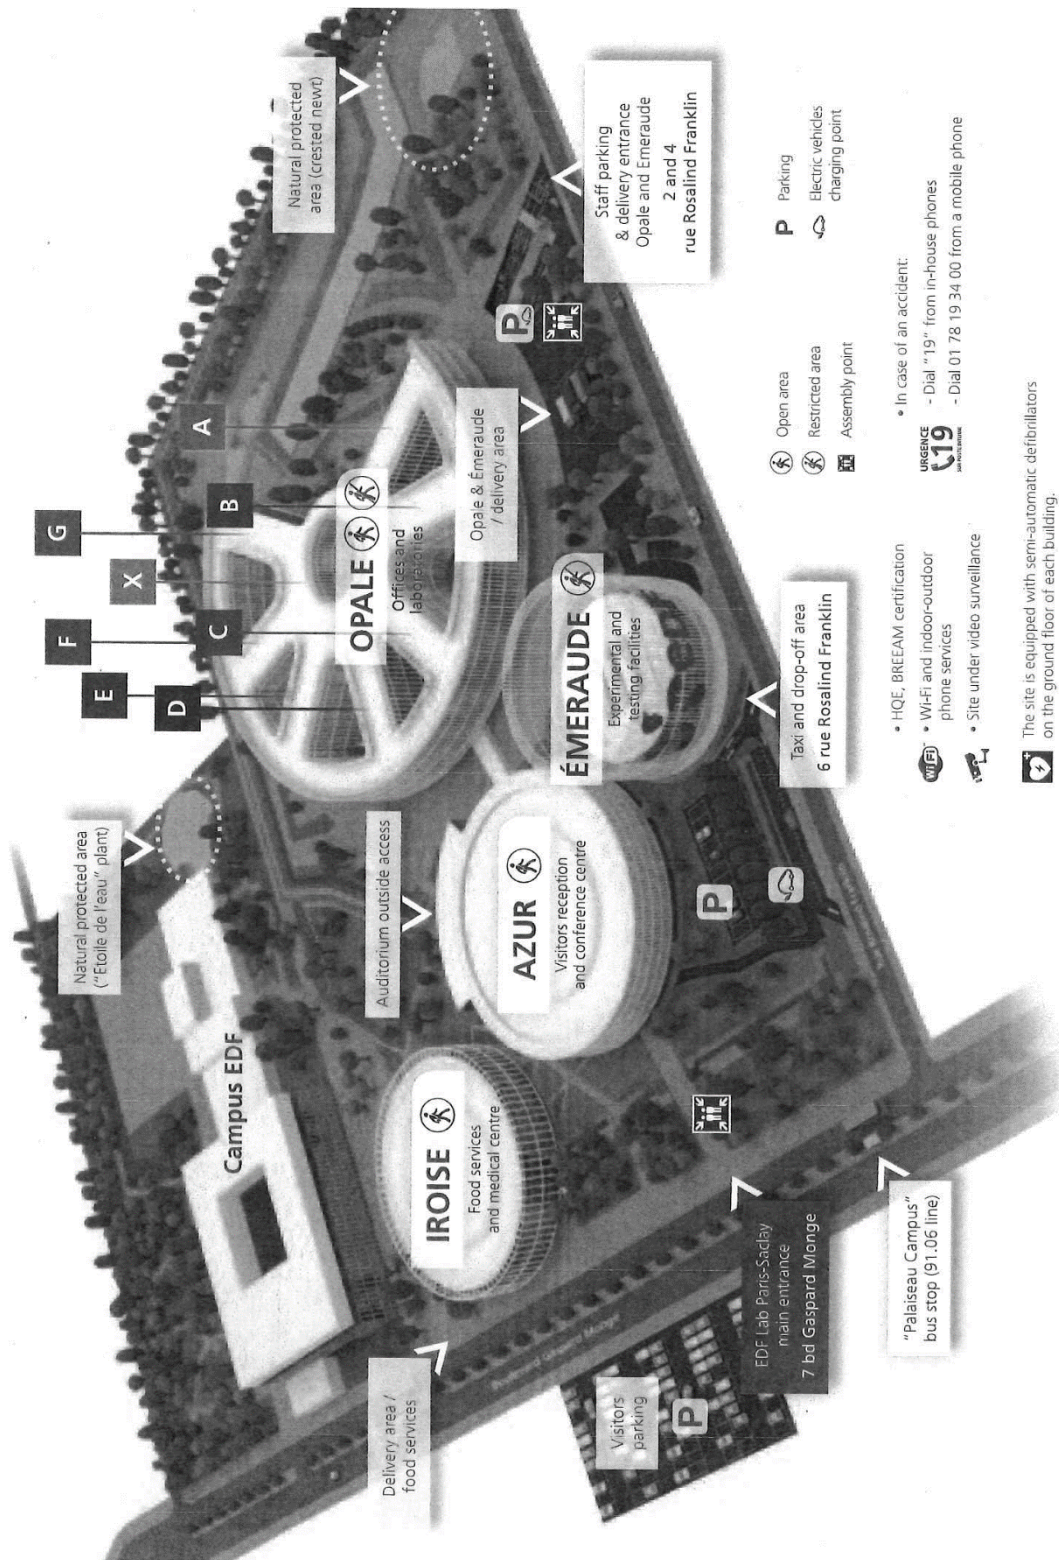 Natural protected area
("Etoile de l'eau" plant)
E
F
G
D
C
X
B
A
Natural protected
area (crested newt)
Campus EDF
Auditorium outside access
OPALE
Offices and
laboratories
Opale & Émeraude
/ delivery area
P
Staff parking
& delivery entrance
Opale and Emeraude
2 and 4
rue Rosalind Franklin
Delivery area /
food services
IROISE
Food services
and medical centre
AZUR
Visitors reception
and conference centre
ÉMERAUDE
Experimental and
testing facilities
P
Taxi and drop-off area
6 rue Rosalind Franklin
Visitors
parking
P
EDF Lab Paris-Saclay
main entrance
7 bd Gaspard Monge
"Palaiseau Campus"
bus stop (91.06 line)
Open area
Restricted area
Assembly point
P Parking
Electric vehicles
charging point
• HQE, BREEAM certification
WiFi • Wi-Fi and indoor-outdoor
phone services
• Site under video surveillance
• In case of an accident:
URGENCE
19
- Dial "19" from in-house phones
- Dial 01 78 19 34 00 from a mobile phone
The site is equipped with semi-automatic defibrillators
on the ground floor of each building.